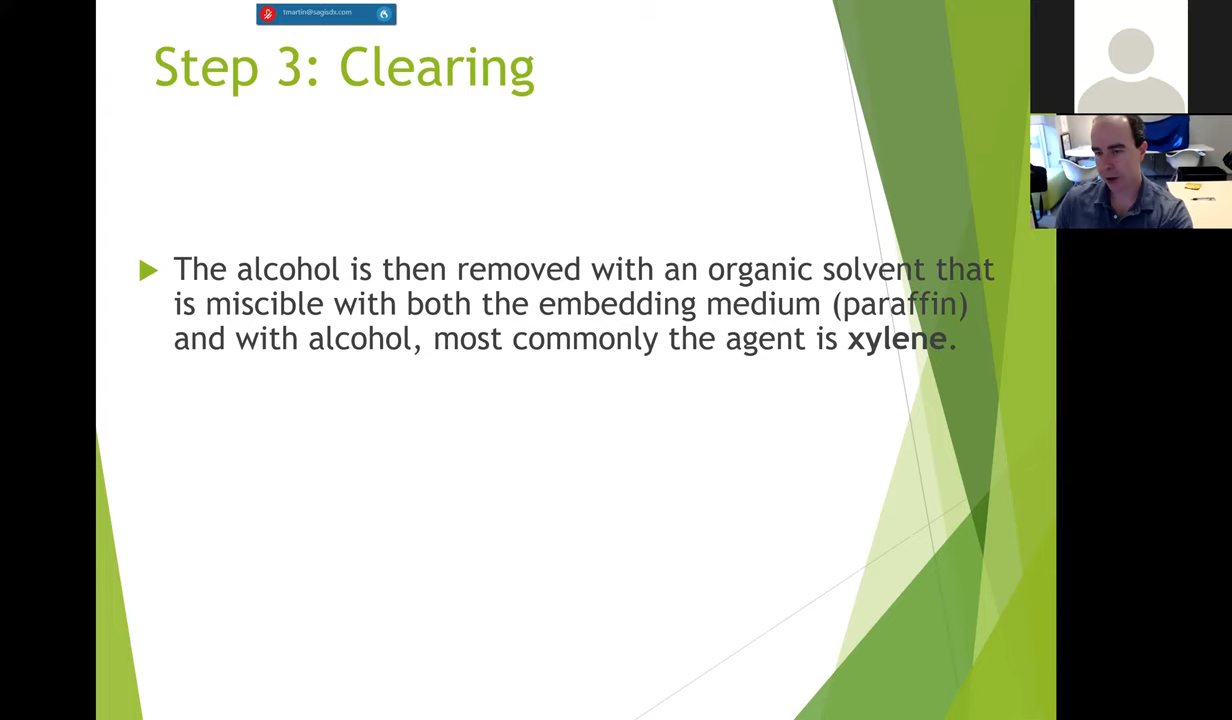 tmartin@sagisdx.com
Step 3: Clearing
The alcohol is then removed with an organic solvent that
is miscible with both the embedding medium (paraffin)
and with alcohol, most commonly the agent is xylene.